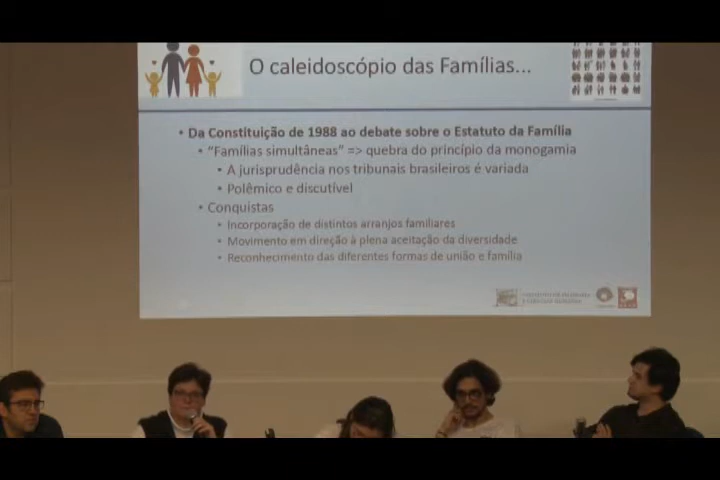 O caleidoscópio das Famílias...
• Da Constituição de 1988 ao debate sobre o Estatuto da Família
• "Famílias simultâneas" => quebra do princípio da monogamia
• A jurisprudência nos tribunais brasileiros é variada
• Polêmico e discutível
• Conquistas
• Incorporação de distintos arranjos familiares
• Movimento em direção à plena aceitação da diversidade
• Reconhecimento das diferentes formas de união e família